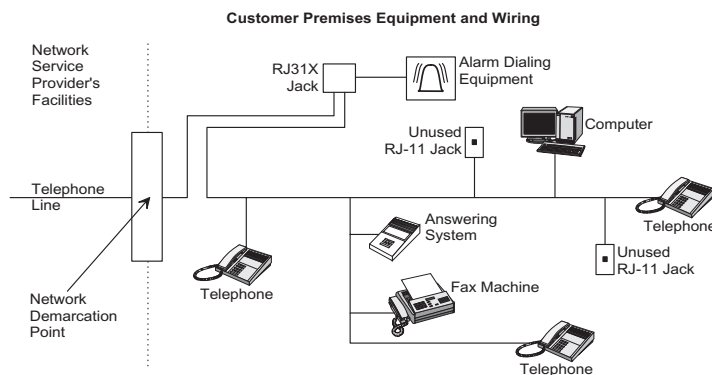 Customer Premises Equipment and Wiring
Network
Service
Provider's
Facilities
RJ31X
Jack
Alarm Dialing
Equipment
Unused
RJ-11 Jack
Computer
Telephone
Line
Telephone
Answering
System
Unused
RJ-11 Jack
Telephone
Fax Machine
Network
Demarcation
Point
Telephone